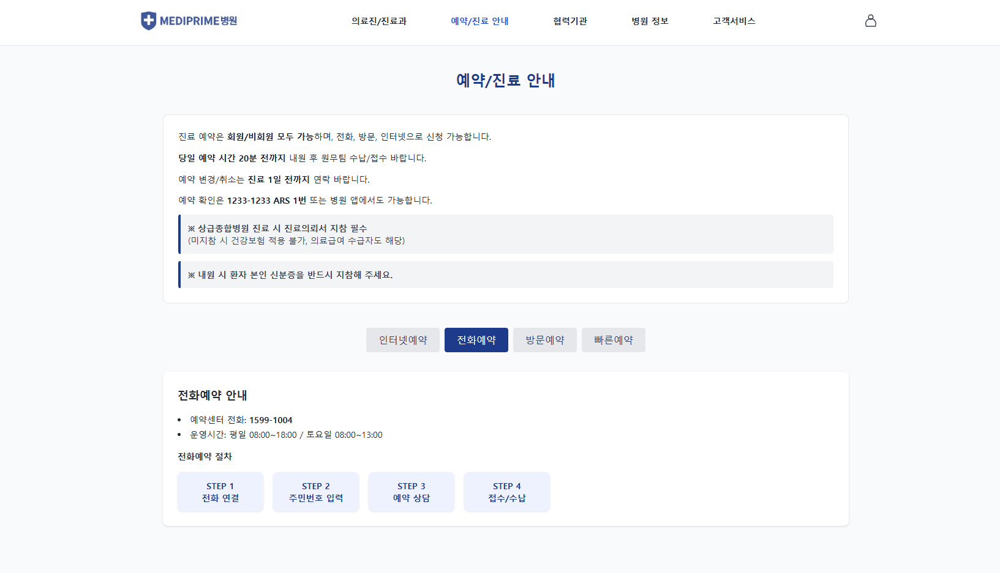 MEDIPRIME병원
의료진/진료과
예약/진료 안내
협력기관
병원 정보
고객서비스
예약/진료 안내
진료 예약은 회원/비회원 모두 가능하며, 전화, 방문, 인터넷으로 신청 가능합니다.
당일 예약 시간 20분 전까지 내원 후 원무팀 수납/접수 바랍니다.
예약 변경/취소는 진료 1일 전까지 연락 바랍니다.
예약 확인은 1233-1233 ARS 1번 또는 병원 앱에서도 가능합니다.
※ 상급종합병원 진료 시 진료의뢰서 지참 필수
(미지참 시 건강보험 적용 불가, 의료급여 수급자도 해당)
※ 내원 시 환자 본인 신분증을 반드시 지참해 주세요.
인터넷예약
전화예약
방문예약
빠른예약
전화예약 안내
• 예약센터 전화: 1599-1004
• 운영시간: 평일 08:00~18:00 / 토요일 08:00~13:00
전화예약 절차
STEP 1
전화 연결
STEP 2
주민번호 입력
STEP 3
예약 상담
STEP 4
접수/수납